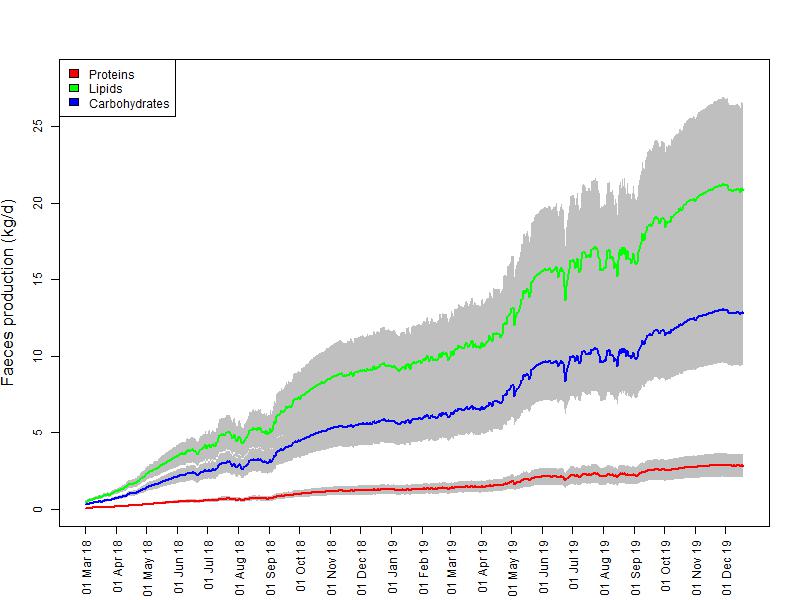 Proteins
Lipids
Carbohydrates
Faeces production (kg/d)
25
20
15
10
5
0
01 Mar 18
01 Apr 18
01 May 18
01 Jun 18
01 Jul 18
01 Aug 18
01 Sep 18
01 Oct 18
01 Nov 18
01 Dec 18
01 Jan 19
01 Feb 19
01 Mar 19
01 Apr 19
01 May 19
01 Jun 19
01 Jul 19
01 Aug 19
01 Sep 19
01 Oct 19
01 Nov 19
01 Dec 19